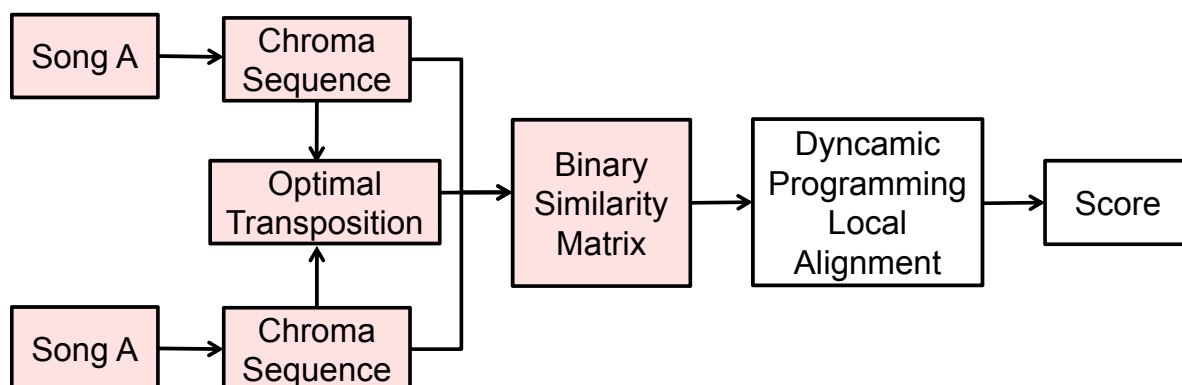 Song A
Chroma
Sequence
Optimal
Transposition
Song A
Chroma
Sequence
Binary
Similarity
Matrix
Dyncamic
Programming
Local
Alignment
Score